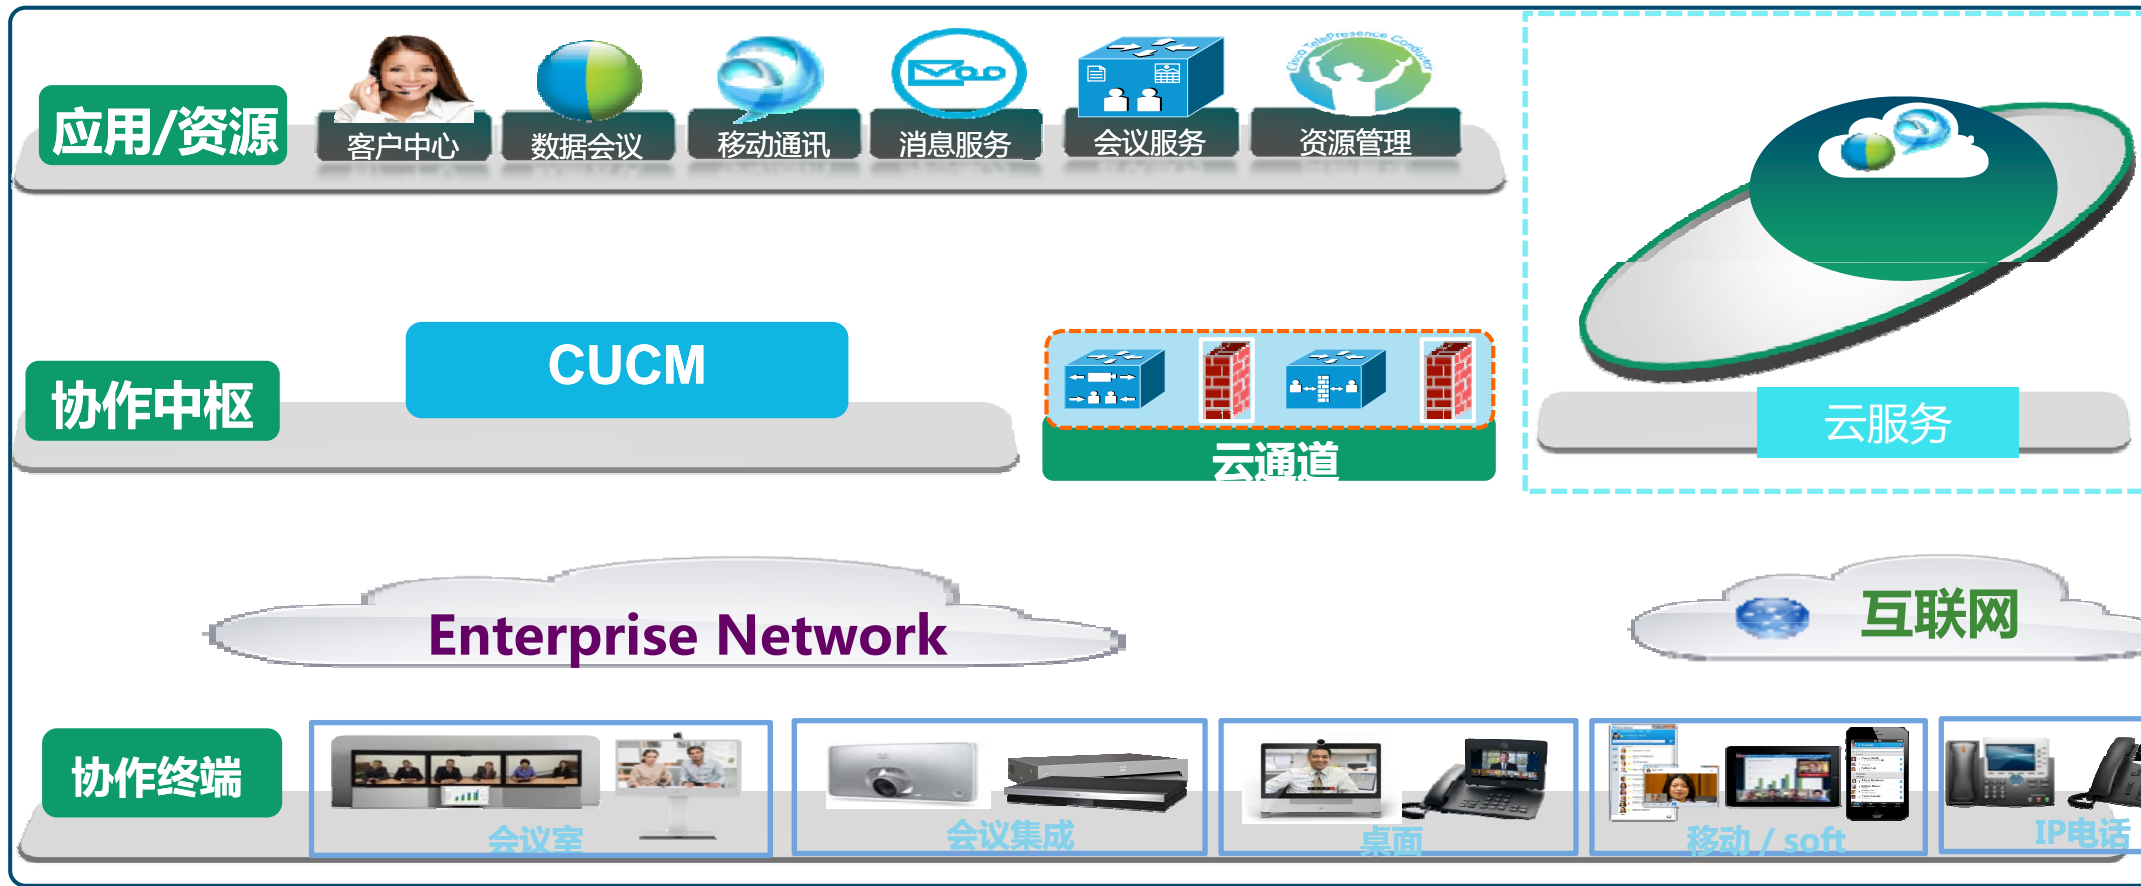 Cisco TelePresence Conductor
应用/资源
客户中心
数据会议
移动通讯
消息服务
会议服务
资源管理
CUCM
协作中枢
云通道
云服务
Enterprise Network
互联网
协作终端
会议室
会议集成
桌面
移动 / soft
IP电话